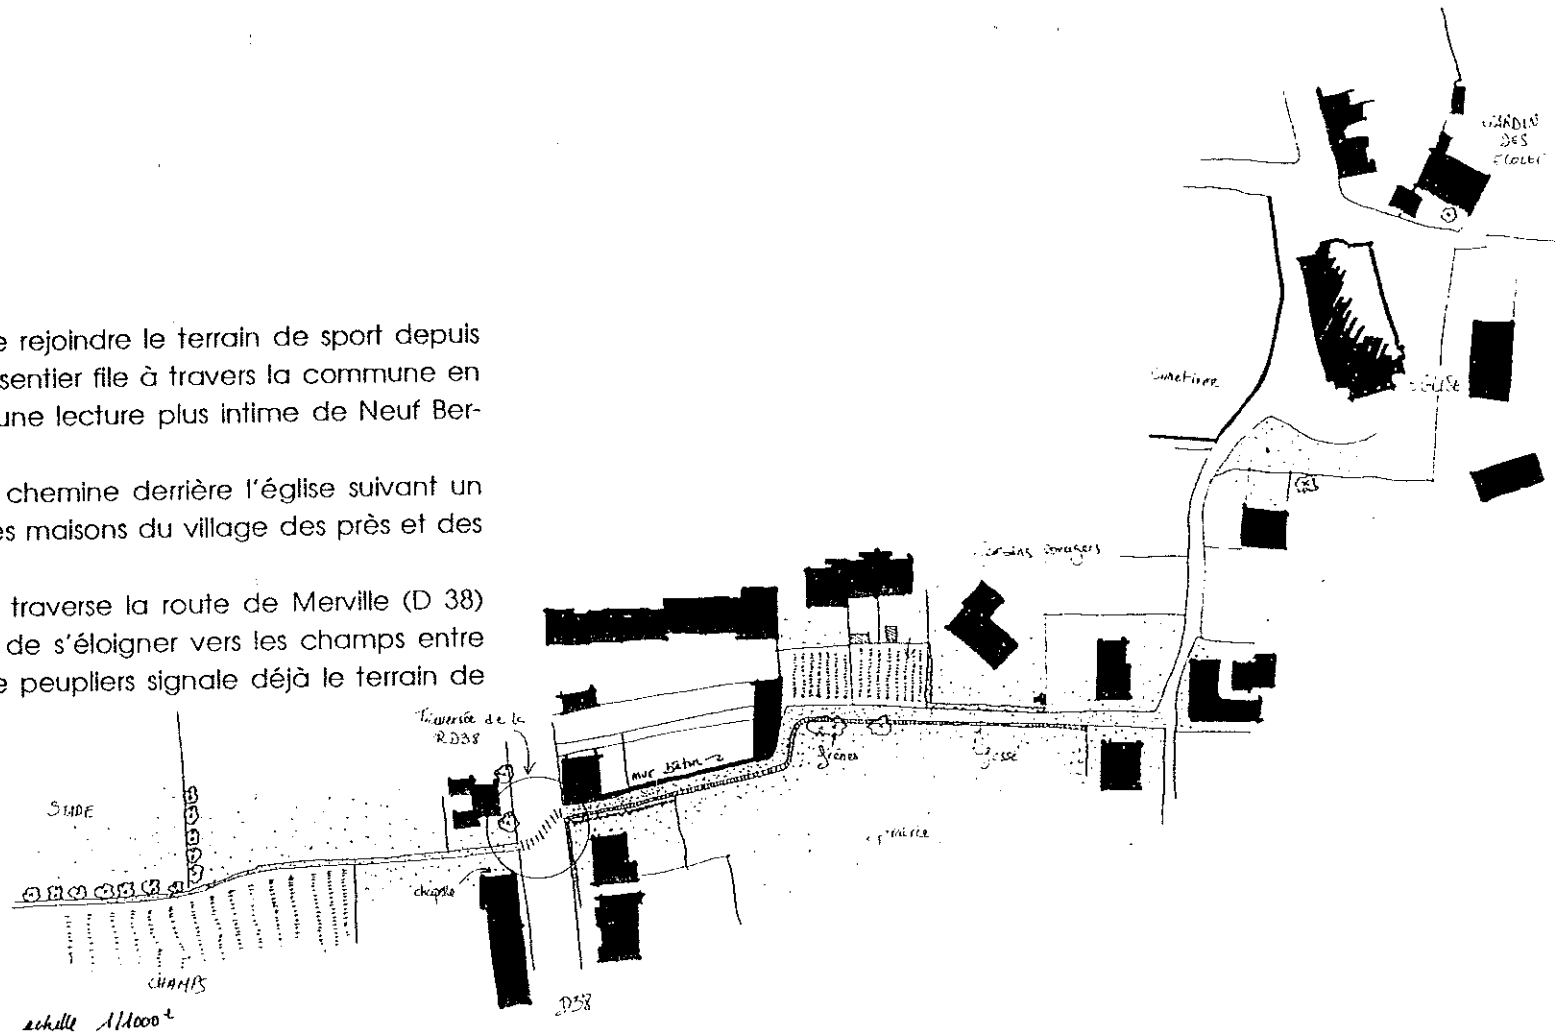 e rejoindre le terrain de sport depuis
sentier file à travers la commune en
une lecture plus intime de Neuf Ber-
chemine derrière l'église suivant un
es maisons du village des près et des
traverse la route de Merville (D 38)
de s'éloigner vers les champs entre
e peupliers signale déjà le terrain de
JARDIN
DES
ECOLES
Cimetière
EGLISE
Jardins potagers
Traversée de la
RD38
mur béton
frênes
fossé
STADE
prairie
chapelle
CHAMPS
D38
echelle 1/1000e